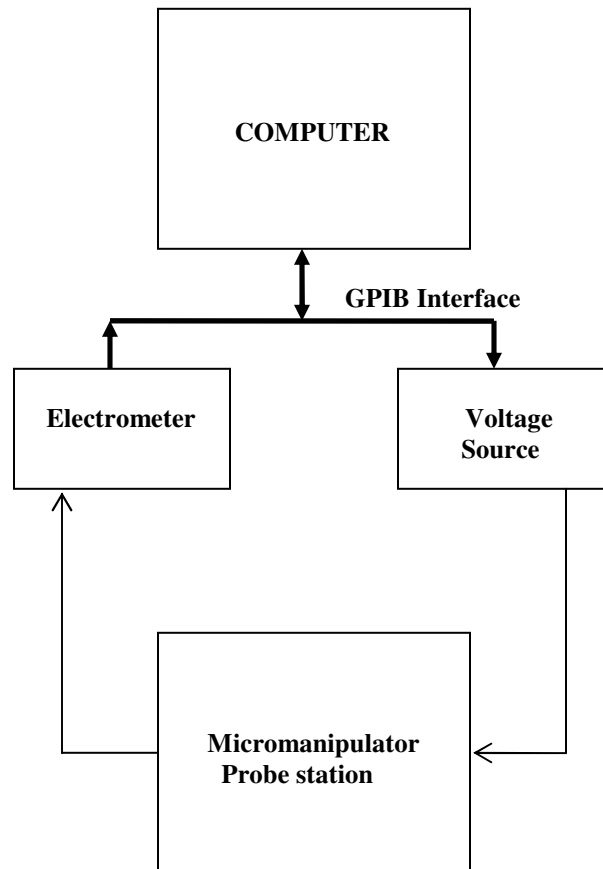 COMPUTER
GPIB Interface
Electrometer
Voltage
Source
Micromanipulator
Probe station